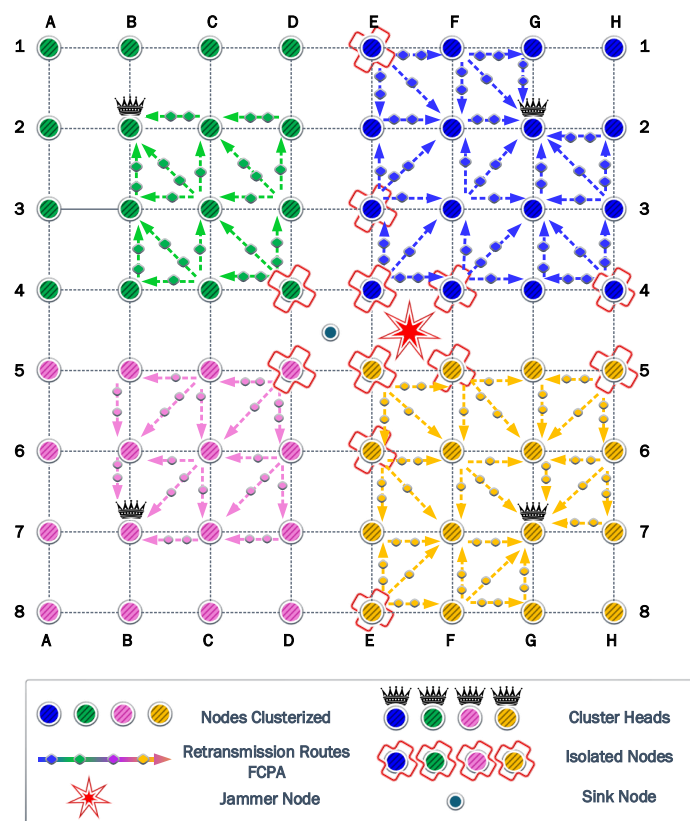 A B C D E F G H
1 1
2 2
3 3
4 4
5 5
6 6
7 7
8 8
A B C D E F G H
Nodes Clusterized
Cluster Heads
Retransmission Routes
FCPA
Isolated Nodes
Jammer Node
Sink Node